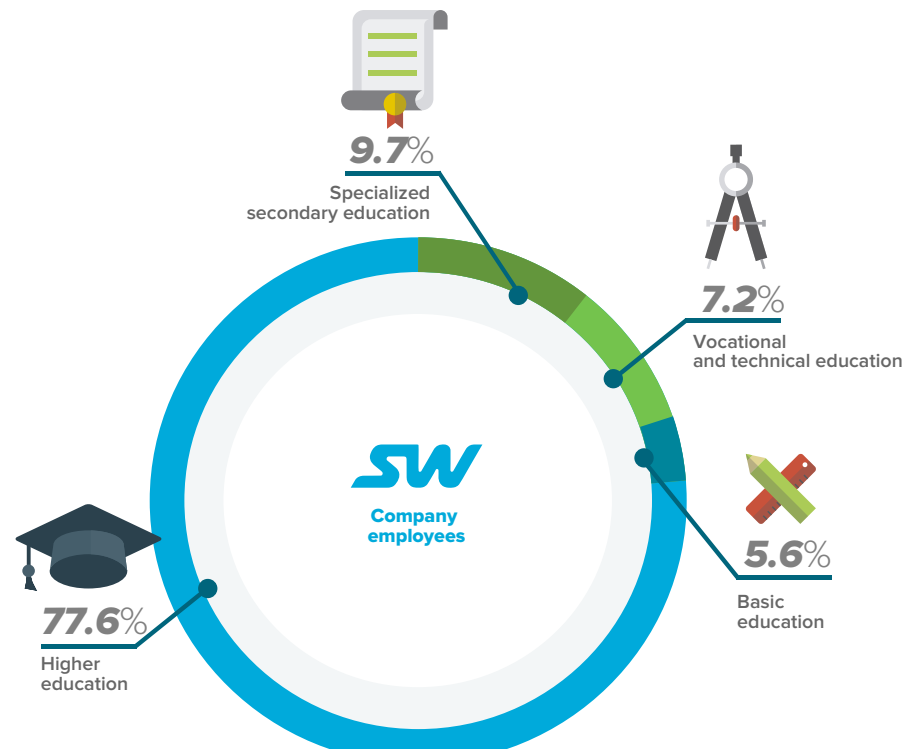 9.7%
Specialized
secondary education
7.2%
Vocational
and technical education
SW
Company
employees
5.6%
Basic
education
77.6%
Higher
education